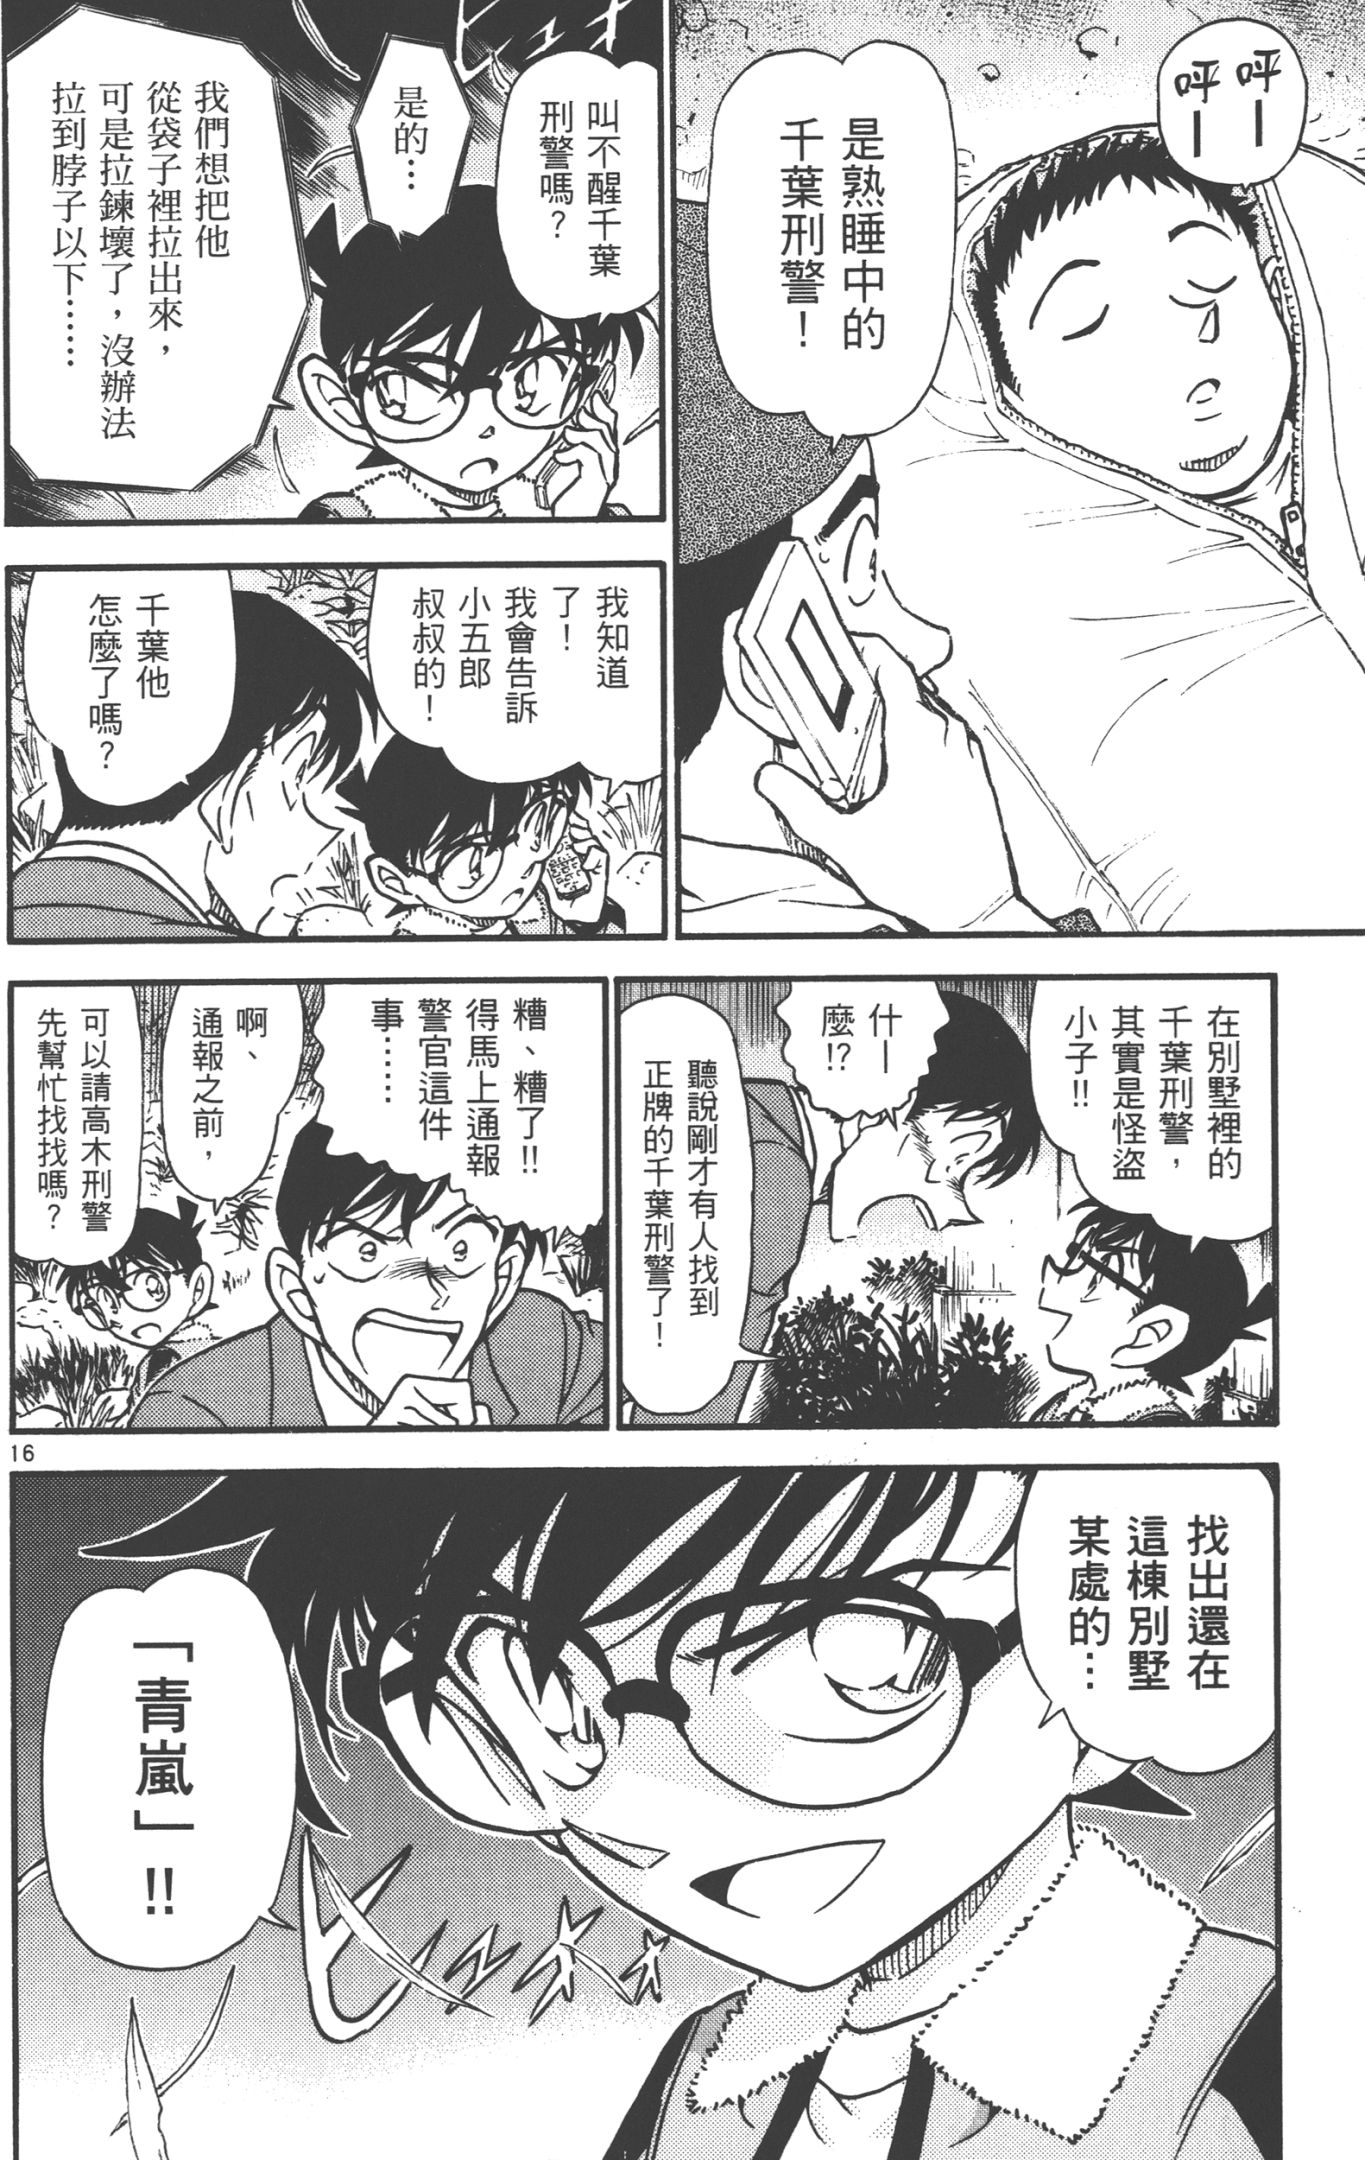 呼ー
呼ー
是熟睡中的
千葉刑警！
叫不醒千葉
刑警嗎？
是的…
我們想把他
從袋子裡拉出來，
可是拉鍊壞了，沒辦法
拉到脖子以下……
我知道
了！
我會告訴
小五郎
叔叔的！
千葉他
怎麼了嗎？
在別墅裡的
千葉刑警，
其實是怪盜
小子!!
什ー
麼!?
聽說剛才有人找到
正牌的千葉刑警了！
糟、糟了!!
得馬上通報
警官這件
事……
啊、
通報之前，
可以請高木刑警
先幫忙找找嗎？
16
找出還在
這棟別墅
某處的…
「青嵐」!!